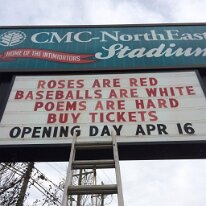 CMC-NorthEast
Stadium
HOME OF THE INTIMIDATORS
ROSES ARE RED
BASEBALLS ARE WHITE
POEMS ARE HARD
BUY TICKETS
OPENING DAY APR 16